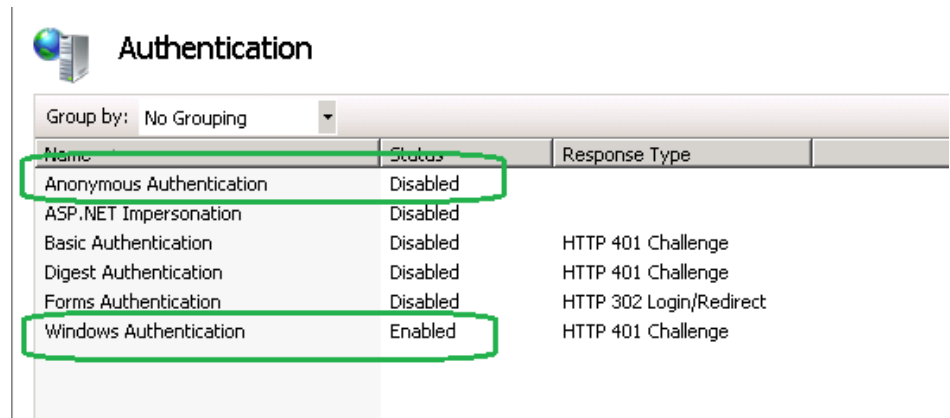 Authentication
Group by: No Grouping
Name Status Response Type
Anonymous Authentication Disabled
ASP.NET Impersonation Disabled
Basic Authentication Disabled HTTP 401 Challenge
Digest Authentication Disabled HTTP 401 Challenge
Forms Authentication Disabled HTTP 302 Login/Redirect
Windows Authentication Enabled HTTP 401 Challenge